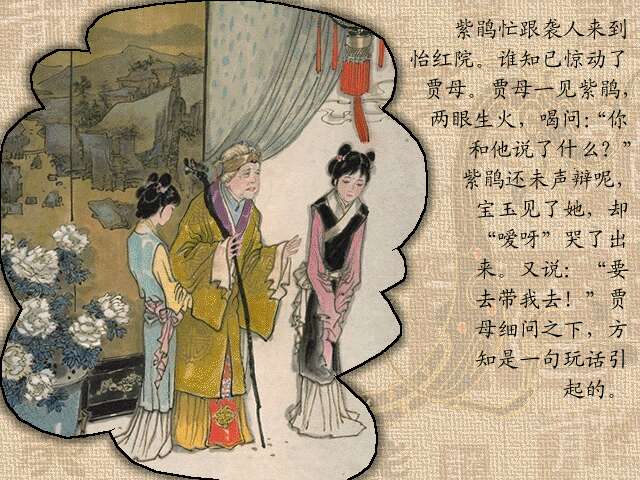 紫鹃忙跟袭人来到
怡红院。谁知已惊动了
贾母。贾母一见紫鹃，
两眼生火，喝问：“你
和他说了什么？”
紫鹃还未声辩呢，
宝玉见了她，却
“嗳呀”哭了出
来。又说：“要
去带我去！”贾
母细问之下，方
知是一句玩话引
起的。